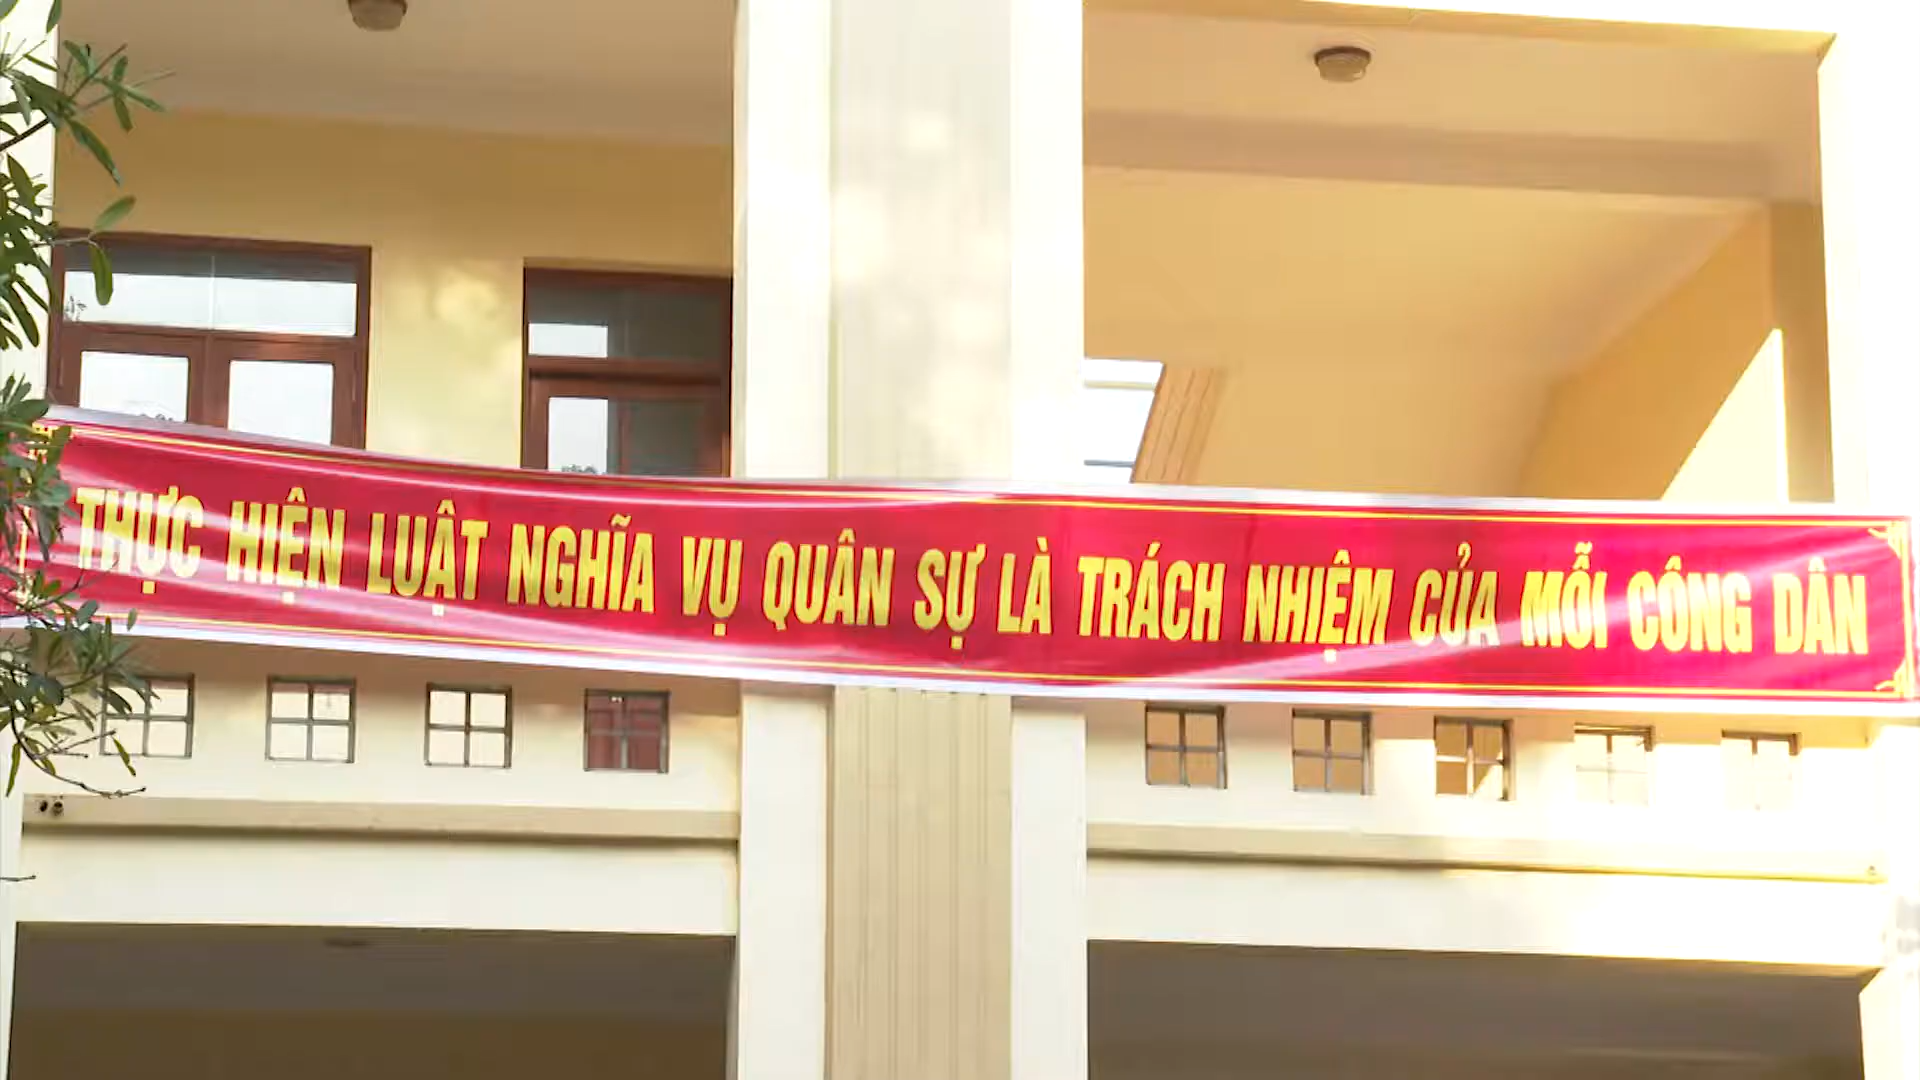 THỰC HIỆN LUẬT NGHĨA VỤ QUÂN SỰ LÀ TRÁCH NHIỆM CỦA MỖI CÔNG DÂN